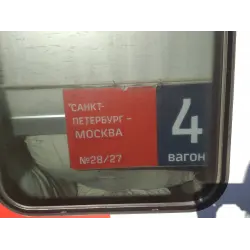 "САНКТ-
ПЕТЕРБУРГ -
МОСКВА
№28/27
4
вагон